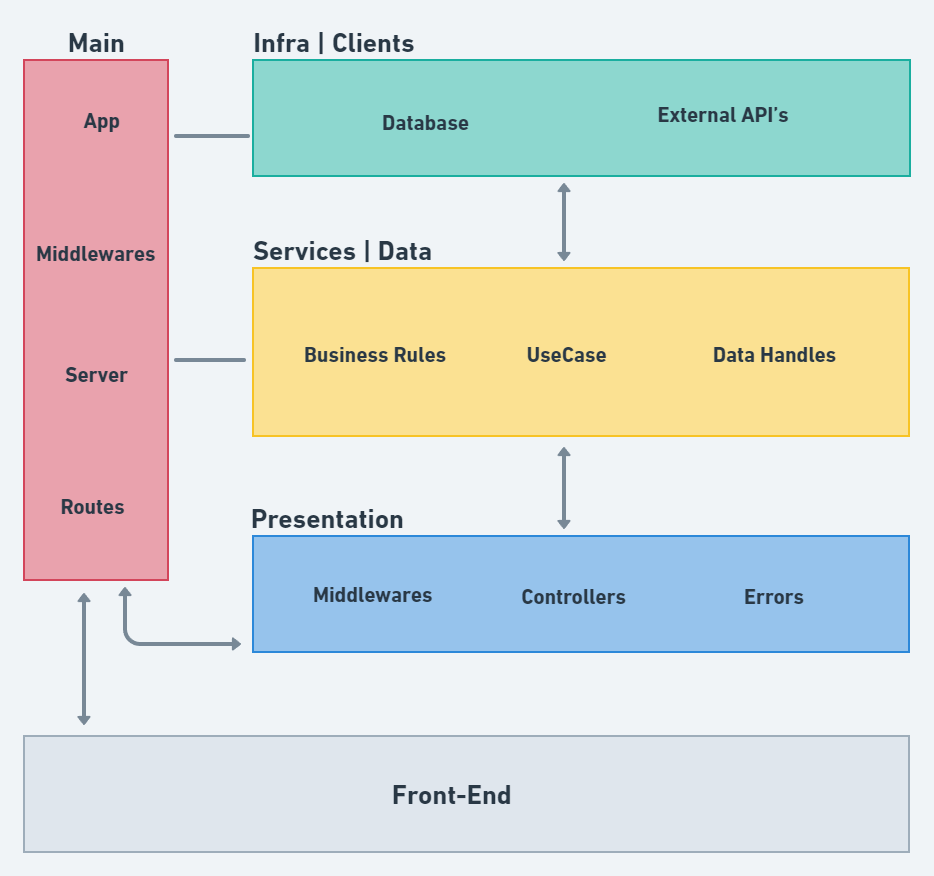 Main
App
Middlewares
Server
Routes
Infra | Clients
Database
External API’s
Services | Data
Business Rules
UseCase
Data Handles
Presentation
Middlewares
Controllers
Errors
Front-End